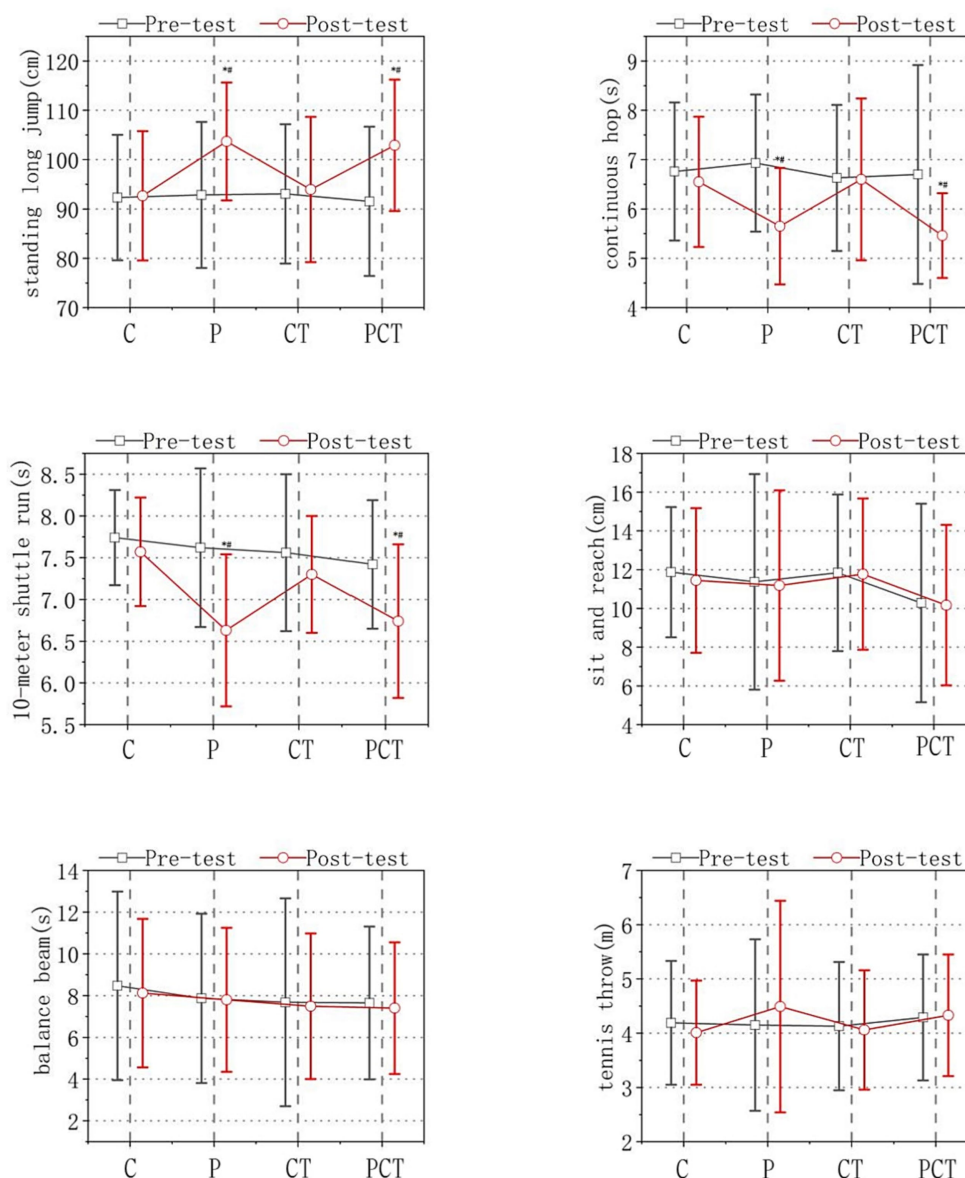 Pre-test Post-test
standing long jump(cm)
120
110
100
90
80
70
*#
*#
C P CT PCT
Pre-test Post-test
continuous hop(s)
9
8
7
6
5
4
*#
*#
C P CT PCT
Pre-test Post-test
10-meter shuttle run(s)
8.5
8.0
7.5
7.0
6.5
6.0
5.5
*#
*#
C P CT PCT
Pre-test Post-test
sit and reach(cm)
18
16
14
12
10
8
6
4
C P CT PCT
Pre-test Post-test
balance beam(s)
14
12
10
8
6
4
2
C P CT PCT
Pre-test Post-test
tennis throw(m)
7
6
5
4
3
2
C P CT PCT